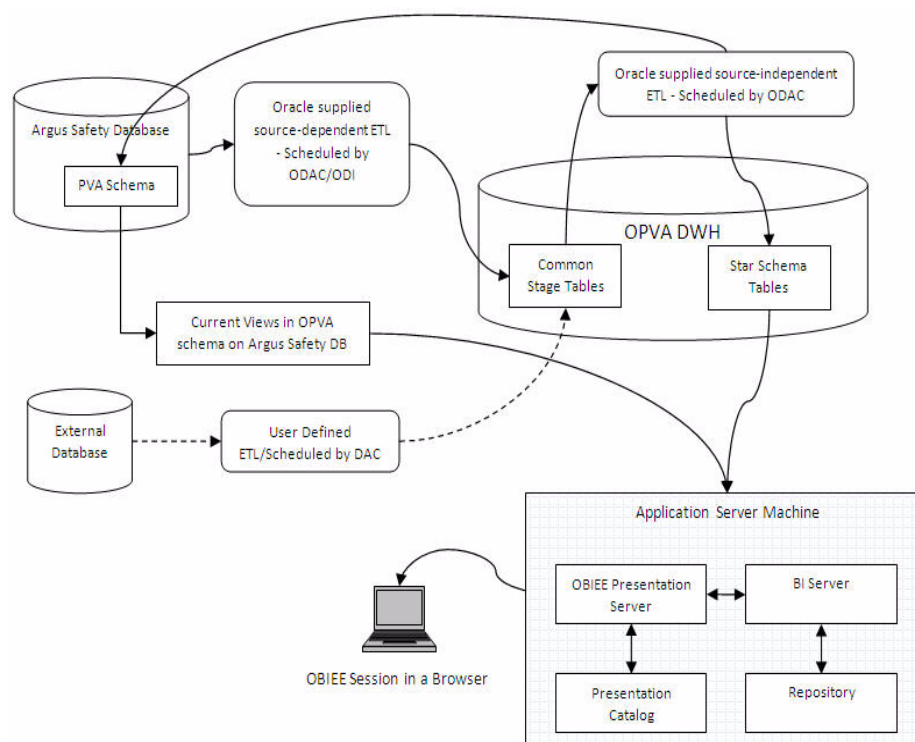 Argus Safety Database
PVA Schema
Oracle supplied
source-dependent ETL
- Scheduled by
ODAC/ODI
Oracle supplied source-independent
ETL - Scheduled by ODAC
OPVA DWH
Common
Stage Tables
Star Schema
Tables
Current Views in OPVA
schema on Argus Safety DB
External
Database
User Defined
ETL/Scheduled by DAC
Application Server Machine
OBIEE Presentation
Server
BI Server
Presentation
Catalog
Repository
OBIEE Session in a Browser